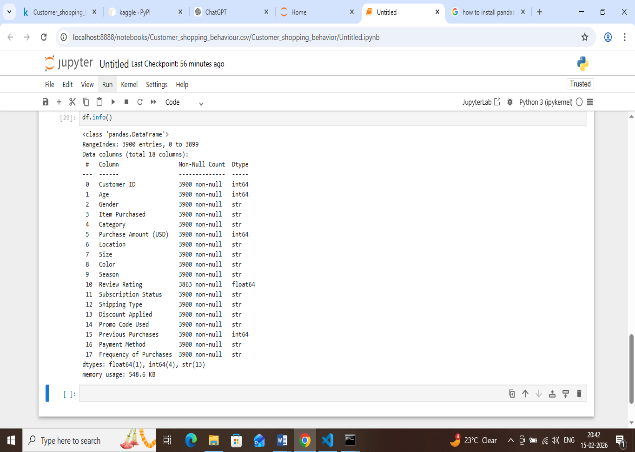 Customer_shopping_
kaggle · PyPI
ChatGPT
Home
Untitled
how to install pandas
localhost:8888/notebooks/Customer_shopping_behaviour.csv/Customer_shopping_behavior/Untitled.ipynb
jupyter Untitled Last Checkpoint: 56 minutes ago
File Edit View Run Kernel Settings Help
Trusted
Code
JupyterLab
Python 3 (ipykernel)
[20]: df.info()
<class 'pandas.DataFrame'>
RangeIndex: 3900 entries, 0 to 3899
Data columns (total 18 columns):
# Column Non-Null Count Dtype
--- ------ -------------- -----
0 Customer ID 3900 non-null int64
1 Age 3900 non-null int64
2 Gender 3900 non-null str
3 Item Purchased 3900 non-null str
4 Category 3900 non-null str
5 Purchase Amount (USD) 3900 non-null int64
6 Location 3900 non-null str
7 Size 3900 non-null str
8 Color 3900 non-null str
9 Season 3900 non-null str
10 Review Rating 3863 non-null float64
11 Subscription Status 3900 non-null str
12 Shipping Type 3900 non-null str
13 Discount Applied 3900 non-null str
14 Promo Code Used 3900 non-null str
15 Previous Purchases 3900 non-null int64
16 Payment Method 3900 non-null str
17 Frequency of Purchases 3900 non-null str
dtypes: float64(1), int64(4), str(13)
memory usage: 548.6 KB
[ ]:
Type here to search
23°C Clear
ENG
20:42
15-02-2026